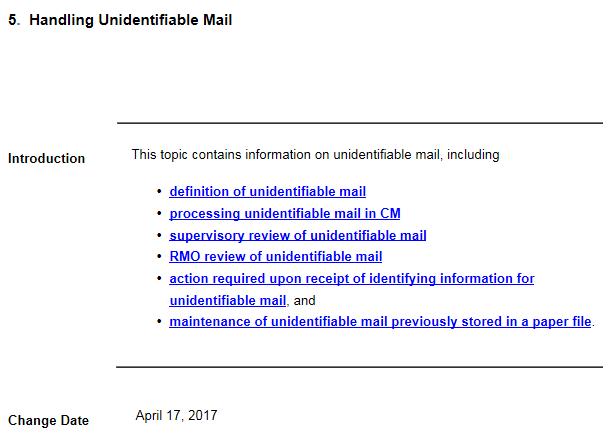 5. Handling Unidentifiable Mail
Introduction
This topic contains information on unidentifiable mail, including
• definition of unidentifiable mail
• processing unidentifiable mail in CM
• supervisory review of unidentifiable mail
• RMO review of unidentifiable mail
• action required upon receipt of identifying information for
unidentifiable mail, and
• maintenance of unidentifiable mail previously stored in a paper file.
Change Date
April 17, 2017